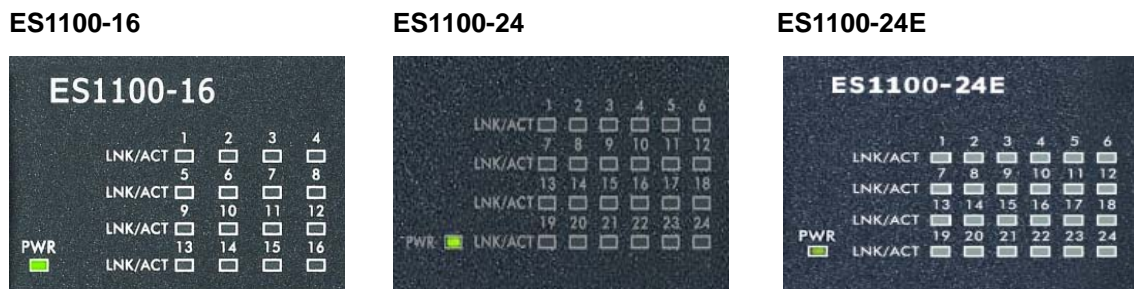 ES1100-16
ES1100-24
ES1100-24E
ES1100-16
1 2 3 4
LNK/ACT
5 6 7 8
LNK/ACT
9 10 11 12
LNK/ACT
PWR 13 14 15 16
LNK/ACT
1 2 3 4 5 6
LNK/ACT
7 8 9 10 11 12
LNK/ACT
13 14 15 16 17 18
LNK/ACT
19 20 21 22 23 24
PWR LNK/ACT
ES1100-24E
1 2 3 4 5 6
LNK/ACT
7 8 9 10 11 12
LNK/ACT
13 14 15 16 17 18
LNK/ACT
PWR 19 20 21 22 23 24
LNK/ACT